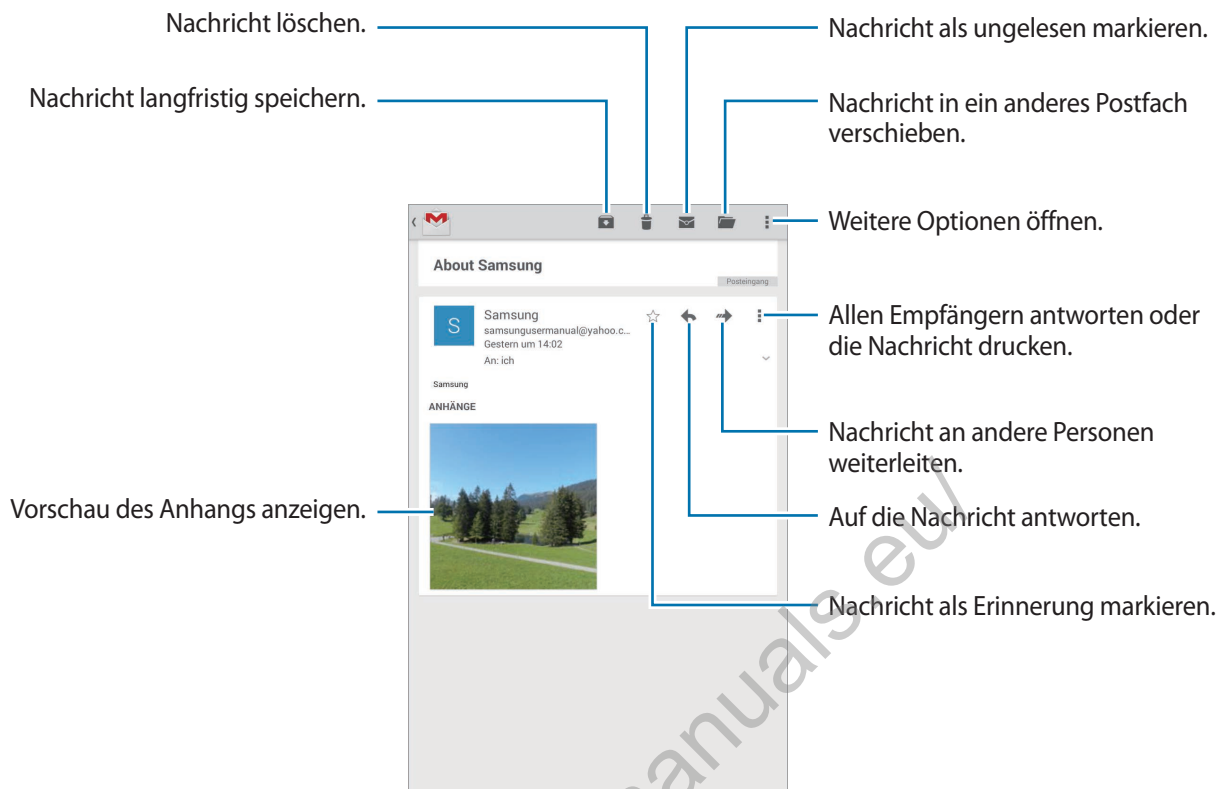 Nachricht löschen.
Nachricht als ungelesen markieren.
Nachricht langfristig speichern.
Nachricht in ein anderes Postfach
verschieben.
Weitere Optionen öffnen.
About Samsung
Posteingang
S
Samsung
samsungusermanual@yahoo.c...
Gestern um 14:02
An: ich
Allen Empfängern antworten oder
die Nachricht drucken.
Samsung
ANHÄNGE
Nachricht an andere Personen
weiterleiten.
Vorschau des Anhangs anzeigen.
Auf die Nachricht antworten.
Nachricht als Erinnerung markieren.
anuals.eu/